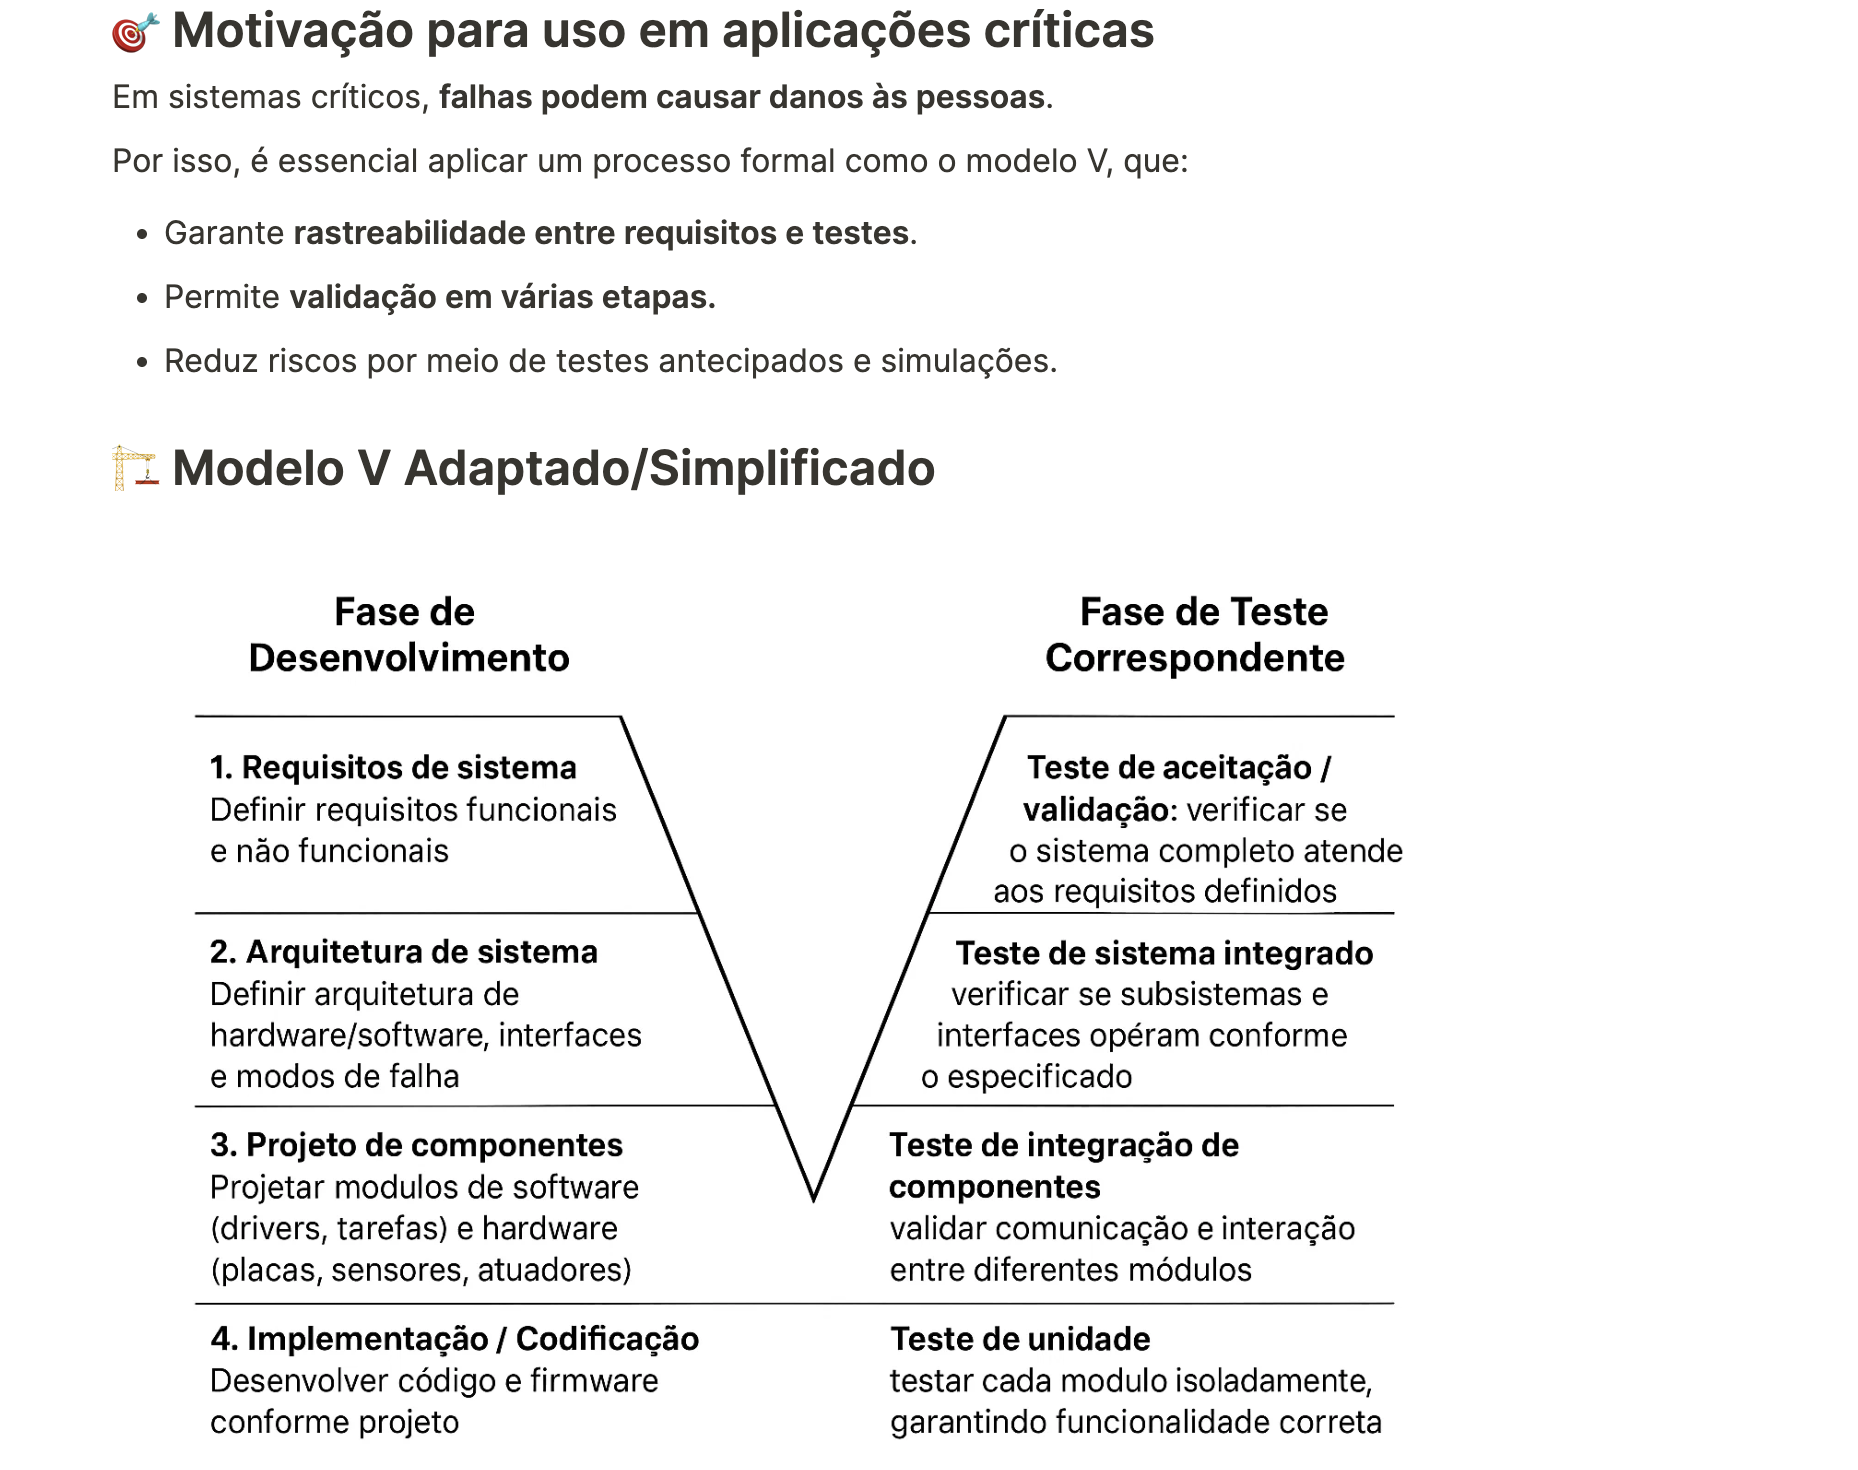 🎯 Motivação para uso em aplicações críticas
Em sistemas críticos, falhas podem causar danos às pessoas.
Por isso, é essencial aplicar um processo formal como o modelo V, que:
• Garante rastreabilidade entre requisitos e testes.
• Permite validação em várias etapas.
• Reduz riscos por meio de testes antecipados e simulações.
🏗️ Modelo V Adaptado/Simplificado
Fase de
Desenvolvimento
1. Requisitos de sistema
Definir requisitos funcionais
e não funcionais
2. Arquitetura de sistema
Definir arquitetura de
hardware/software, interfaces
e modos de falha
3. Projeto de componentes
Projetar modulos de software
(drivers, tarefas) e hardware
(placas, sensores, atuadores)
4. Implementação / Codificação
Desenvolver código e firmware
conforme projeto
Fase de Teste
Correspondente
Teste de aceitação /
validação: verificar se
o sistema completo atende
aos requisitos definidos
Teste de sistema integrado
verificar se subsistemas e
interfaces opéram conforme
o especificado
Teste de integração de
componentes
validar comunicação e interação
entre diferentes módulos
Teste de unidade
testar cada modulo isoladamente,
garantindo funcionalidade correta